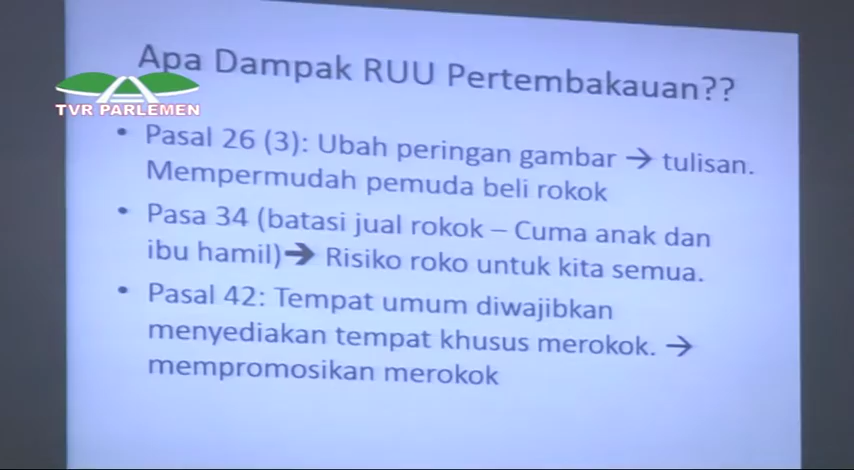 Apa Dampak RUU Pertembakauan??
TVR PARLEMEN
• Pasal 26 (3): Ubah peringan gambar → tulisan.
Mempermudah pemuda beli rokok
• Pasa 34 (batasi jual rokok – Cuma anak dan
ibu hamil)➔ Risiko roko untuk kita semua.
• Pasal 42: Tempat umum diwajibkan
menyediakan tempat khusus merokok. →
mempromosikan merokok